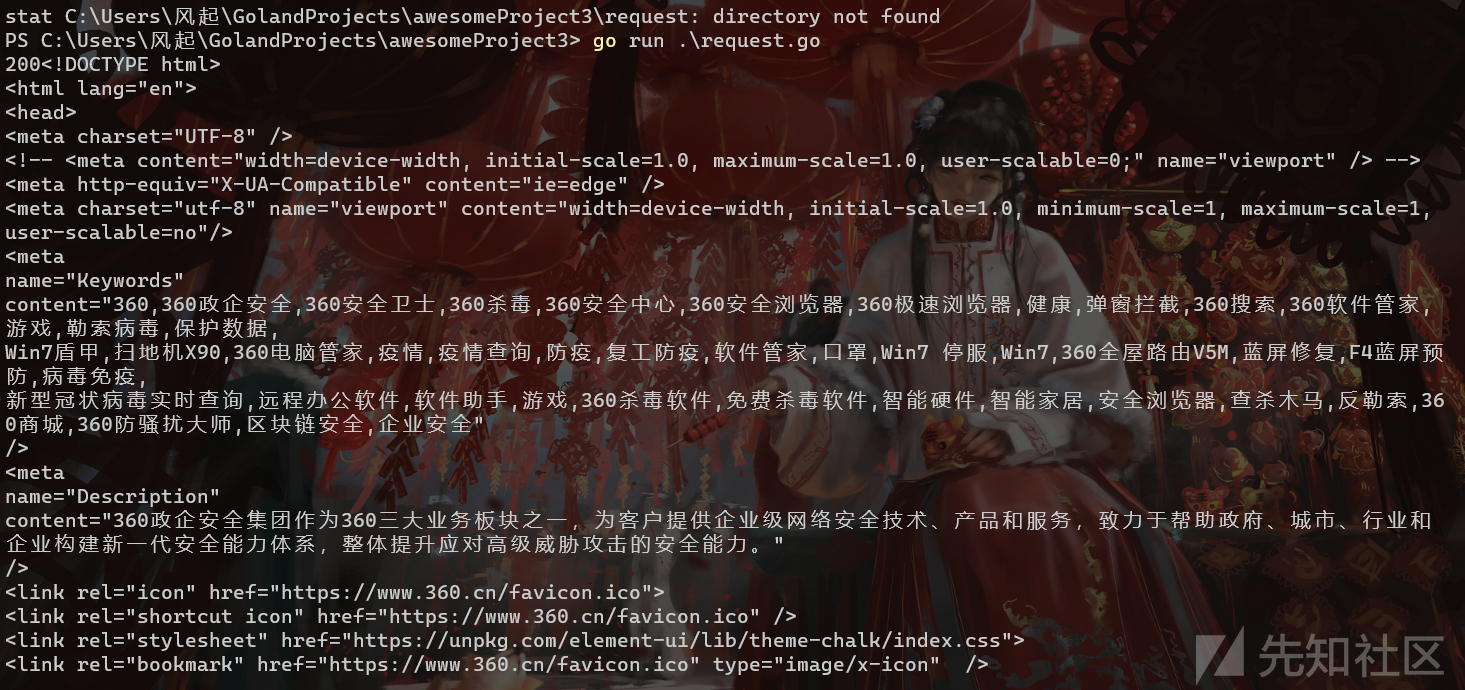 stat C:\Users\风起\GolandProjects\awesomeProject3\request: directory not found
PS C:\Users\风起\GolandProjects\awesomeProject3> go run .\request.go
200<!DOCTYPE html>
<html lang="en">
<head>
<meta charset="UTF-8" />
<!-- <meta content="width=device-width, initial-scale=1.0, maximum-scale=1.0, user-scalable=0;" name="viewport" /> -->
<meta http-equiv="X-UA-Compatible" content="ie=edge" />
<meta charset="utf-8" name="viewport" content="width=device-width, initial-scale=1.0, minimum-scale=1, maximum-scale=1,
user-scalable=no"/>
<meta
name="Keywords"
content="360,360政企安全,360安全卫士,360杀毒,360安全中心,360安全浏览器,360极速浏览器,健康,弹窗拦截,360搜索,360软件管家,
游戏,勒索病毒,保护数据,
Win7盾甲,扫地机X90,360电脑管家,疫情,疫情查询,防疫,复工防疫,软件管家,口罩,Win7 停服,Win7,360全屋路由V5M,蓝屏修复,F4蓝屏预
防,病毒免疫,
新型冠状病毒实时查询,远程办公软件,软件助手,游戏,360杀毒软件,免费杀毒软件,智能硬件,智能家居,安全浏览器,查杀木马,反勒索,36
0商城,360防骚扰大师,区块链安全,企业安全"
/>
<meta
name="Description"
content="360政企安全集团作为360三大业务板块之一，为客户提供企业级网络安全技术、产品和服务，致力于帮助政府、城市、行业和
企业构建新一代安全能力体系，整体提升应对高级威胁攻击的安全能力。"
/>
<link rel="icon" href="https://www.360.cn/favicon.ico">
<link rel="shortcut icon" href="https://www.360.cn/favicon.ico" />
<link rel="stylesheet" href="https://unpkg.com/element-ui/lib/theme-chalk/index.css">
<link rel="bookmark" href="https://www.360.cn/favicon.ico" type="image/x-icon"  />
先知社区